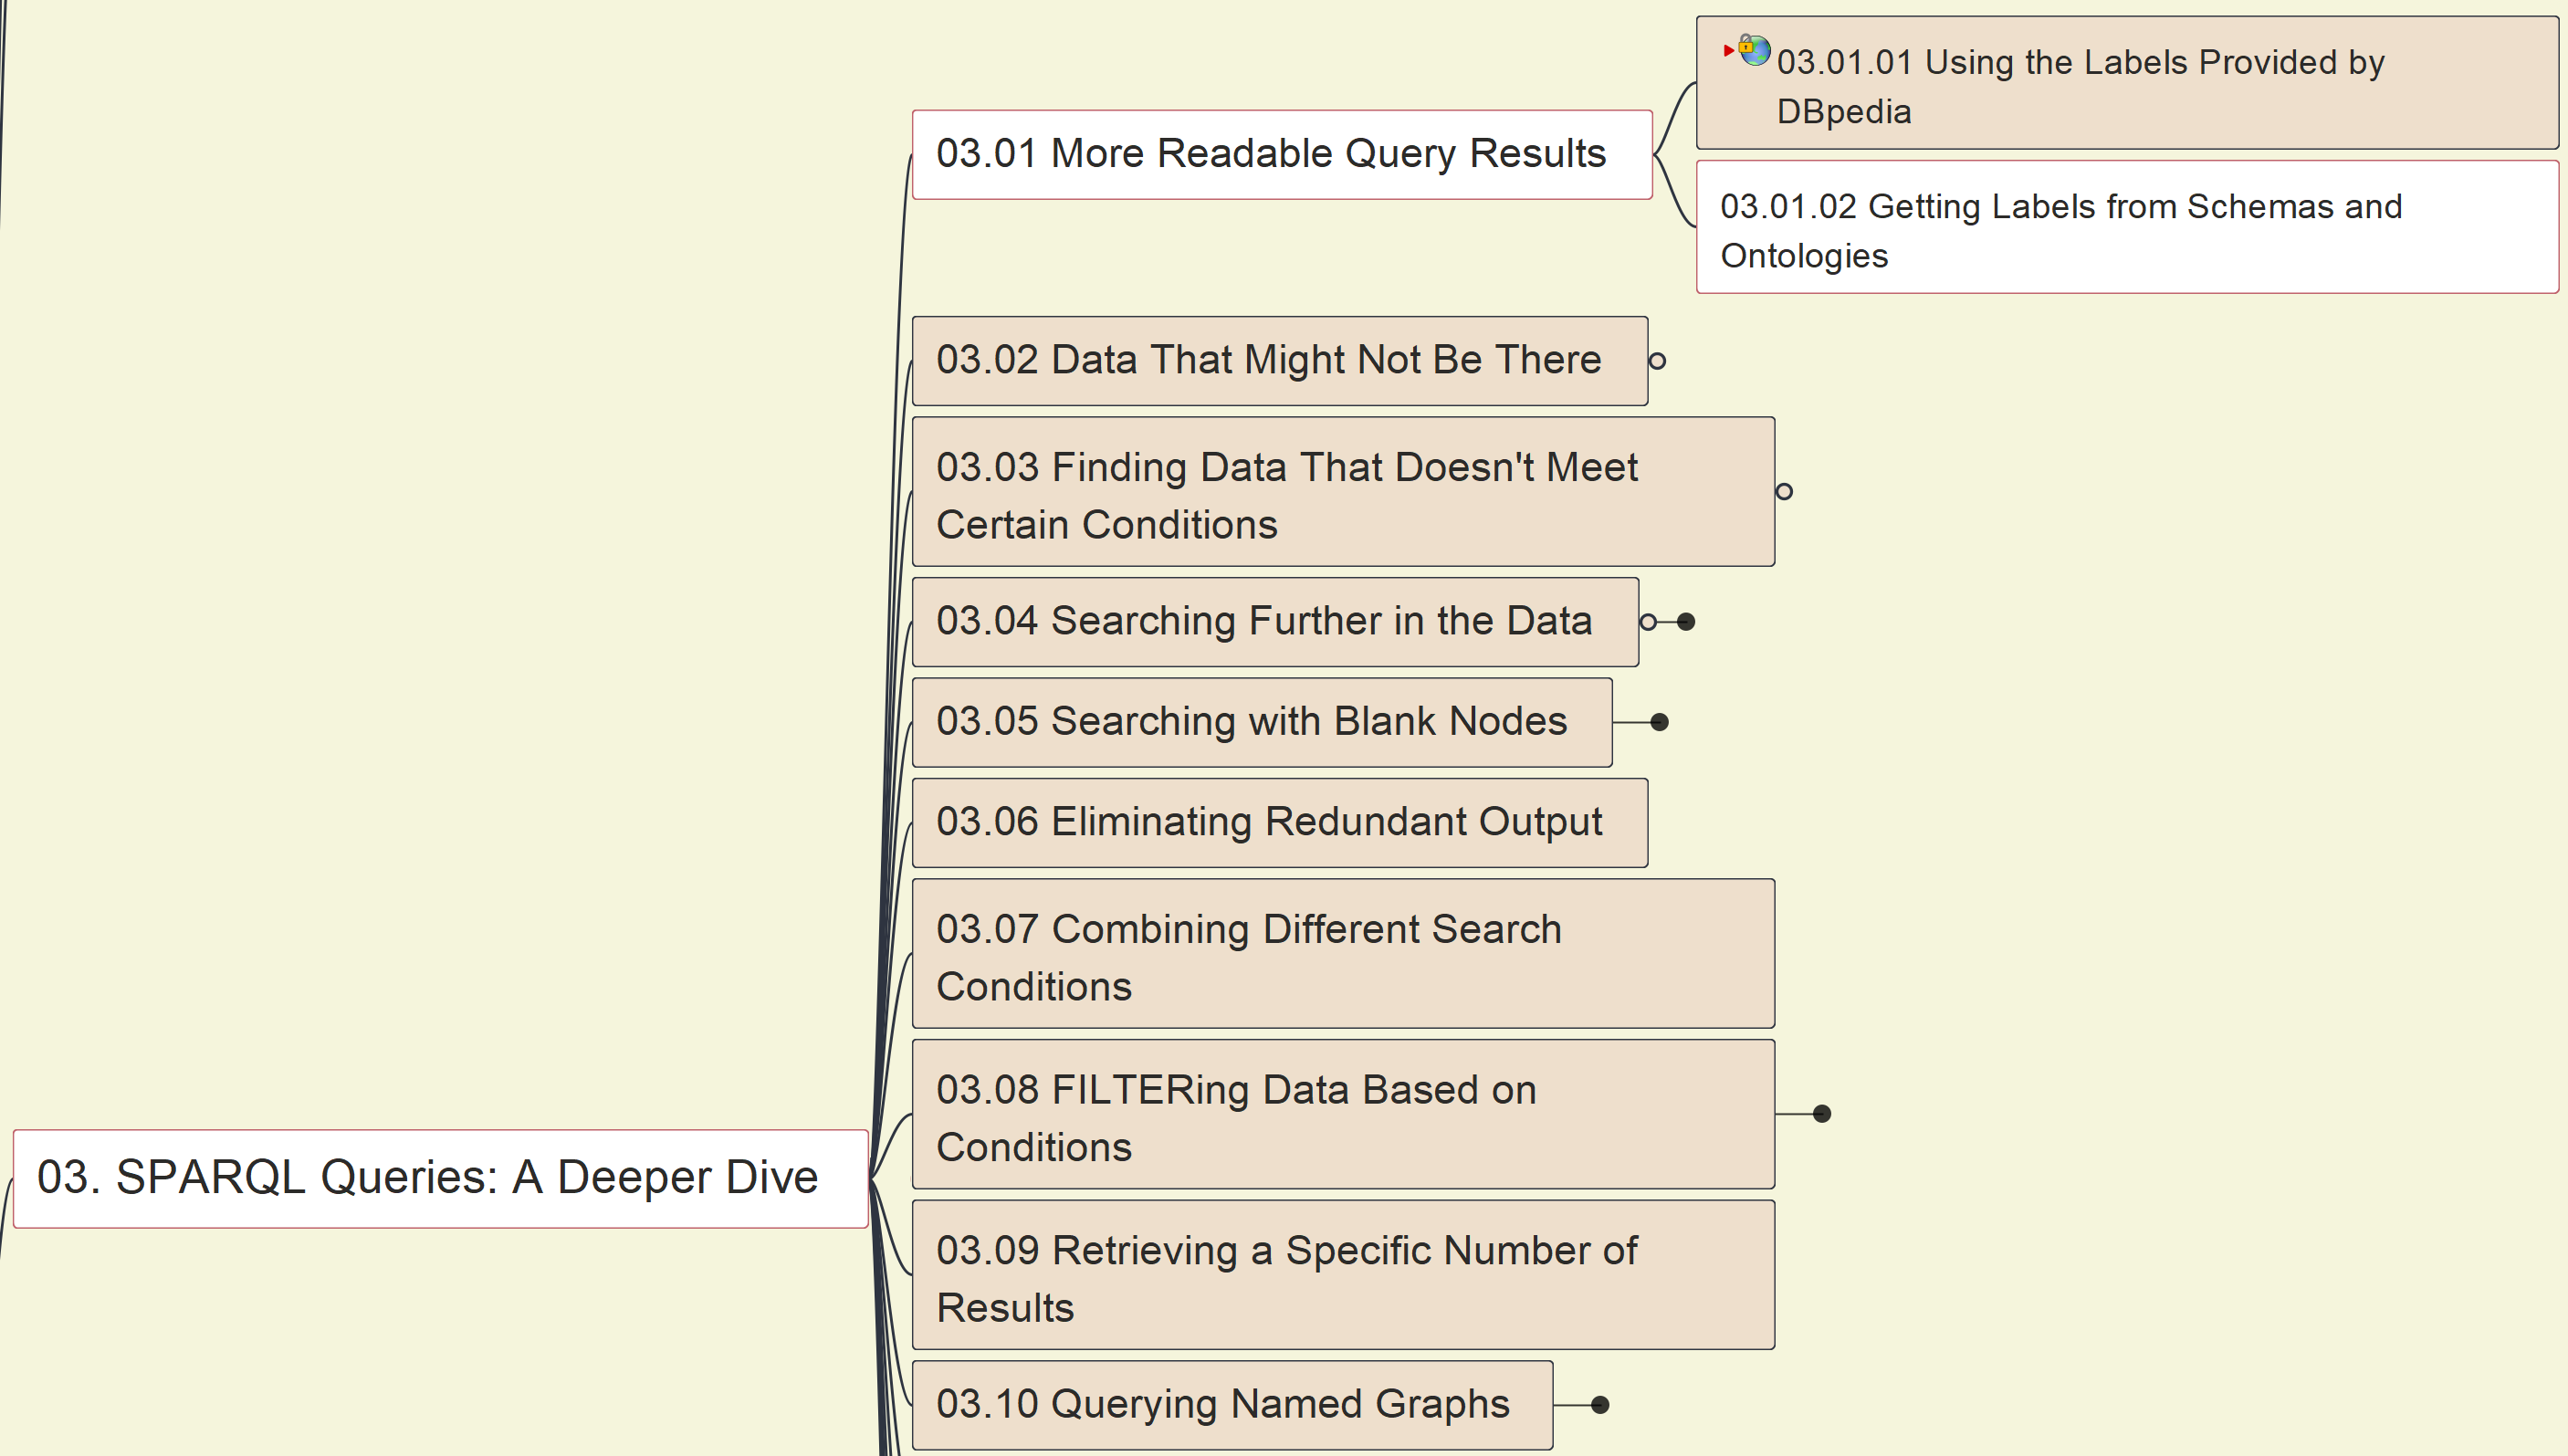 03.01.01 Using the Labels Provided by
DBpedia
03.01 More Readable Query Results
03.01.02 Getting Labels from Schemas and
Ontologies
03.02 Data That Might Not Be There
03.03 Finding Data That Doesn't Meet
Certain Conditions
03.04 Searching Further in the Data
03.05 Searching with Blank Nodes
03.06 Eliminating Redundant Output
03.07 Combining Different Search
Conditions
03.08 FILTERing Data Based on
Conditions
03. SPARQL Queries: A Deeper Dive
03.09 Retrieving a Specific Number of
Results
03.10 Querying Named Graphs